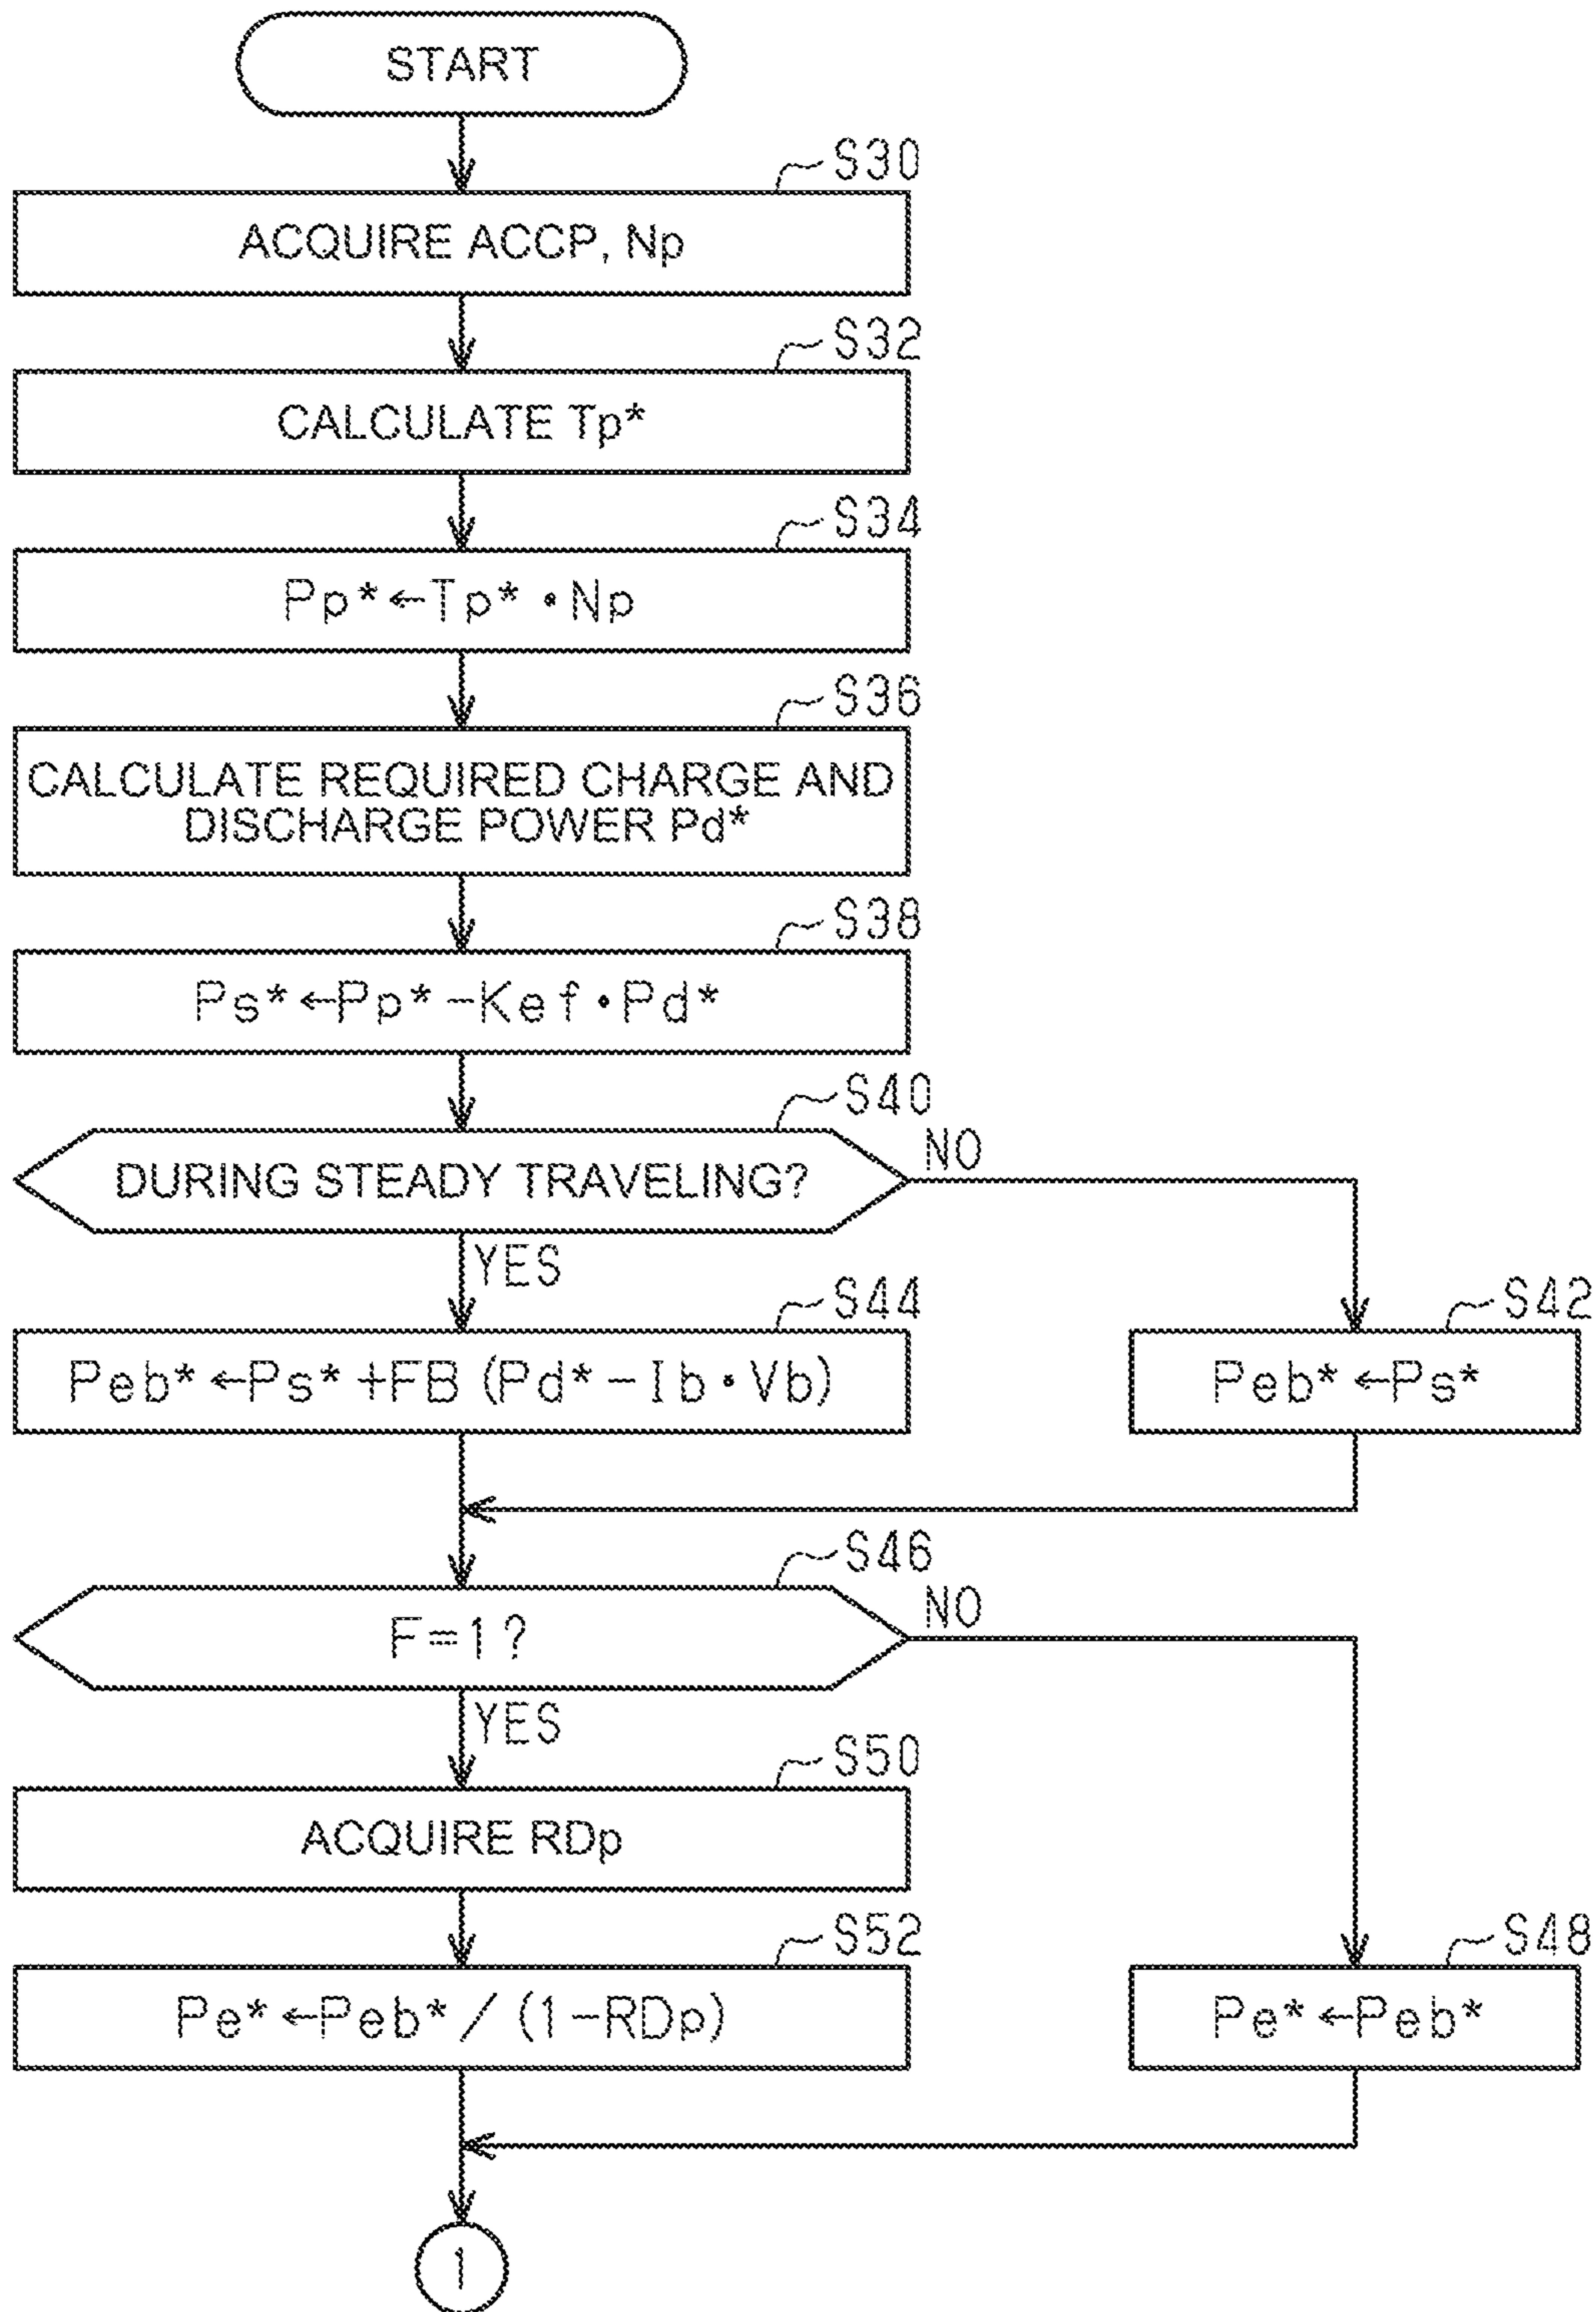 START
S30
ACQUIRE ACCP, Np
S32
CALCULATE Tp*
S34
Pp*←Tp*・Np
S36
CALCULATE REQUIRED CHARGE AND
DISCHARGE POWER Pd*
S38
Ps*←Pp*-Kef・Pd*
S40
DURING STEADY TRAVELING?
NO
YES
S44
Peb*←Ps*+FB(Pd*-Ib・Vb)
S42
Peb*←Ps*
S46
F=1?
NO
YES
S50
ACQUIRE RDp
S52
Pe*←Peb*/(1-RDp)
S48
Pe*←Peb*
1